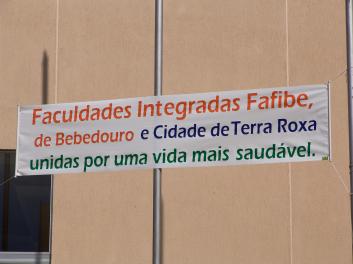 Faculdades Integradas Fafibe,
de Bebedouro e Cidade de Terra Roxa
unidas por uma vida mais saudável.